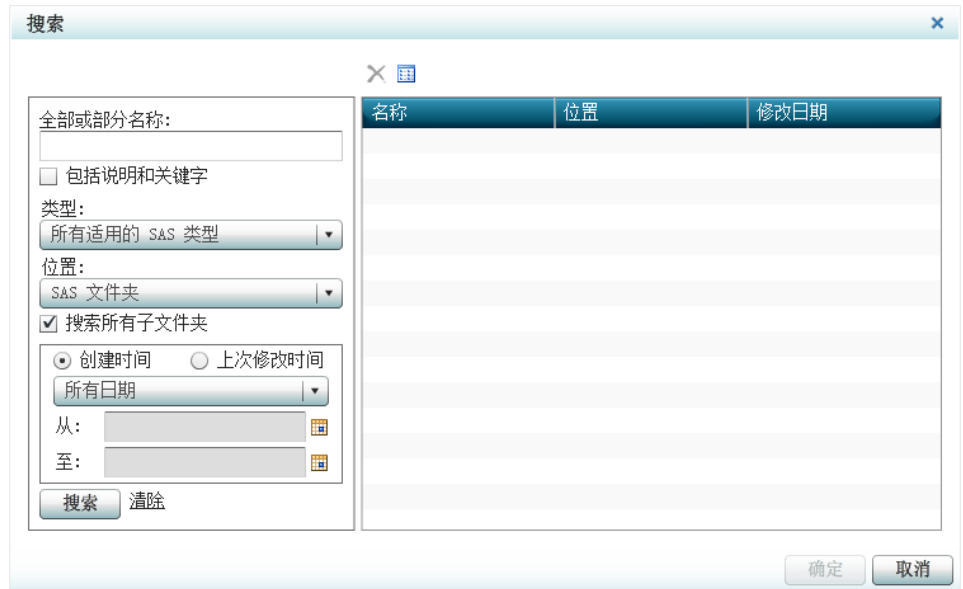 搜索
全部或部分名称:
包括说明和关键字
类型:
所有适用的 SAS 类型
位置:
SAS 文件夹
搜索所有子文件夹
创建时间 上次修改时间
所有日期
从:
至:
搜索 清除
名称 位置 修改日期
确定 取消